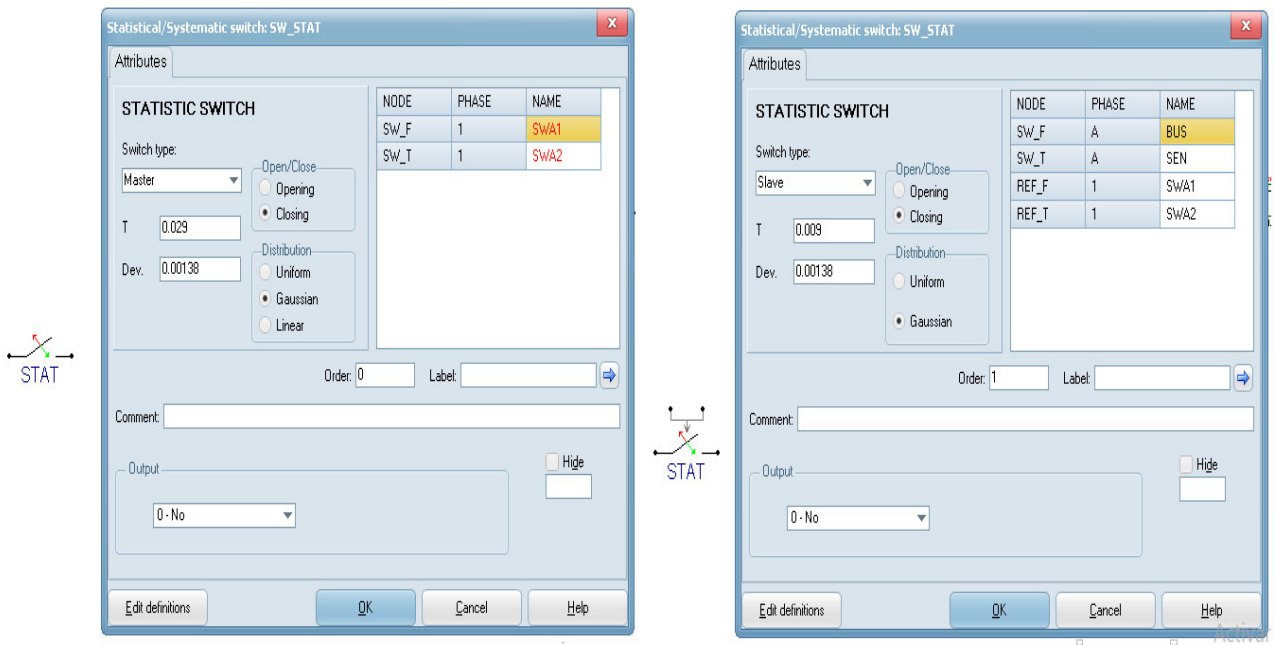 Statistical/Systematic switch: SW_STAT
Attributes
STATISTIC SWITCH
Switch type:
Master
T 0.029
Dev. 0.00138
Open/Close
Opening
Closing
Distribution
Uniform
Gaussian
Linear
NODE PHASE NAME
SW_F 1 SWA1
SW_T 1 SWA2
Order: 0 Label:
Comment:
Hide
Output
0 - No
Edit definitions OK Cancel Help
STAT
Statistical/Systematic switch: SW_STAT
Attributes
STATISTIC SWITCH
Switch type:
Slave
T 0.009
Dev. 0.00138
Open/Close
Opening
Closing
Distribution
Uniform
Gaussian
NODE PHASE NAME
SW_F A BUS
SW_T A SEN
REF_F 1 SWA1
REF_T 1 SWA2
Order: 1 Label:
Comment:
Hide
Output
0 - No
Edit definitions OK Cancel Help
STAT
Activar